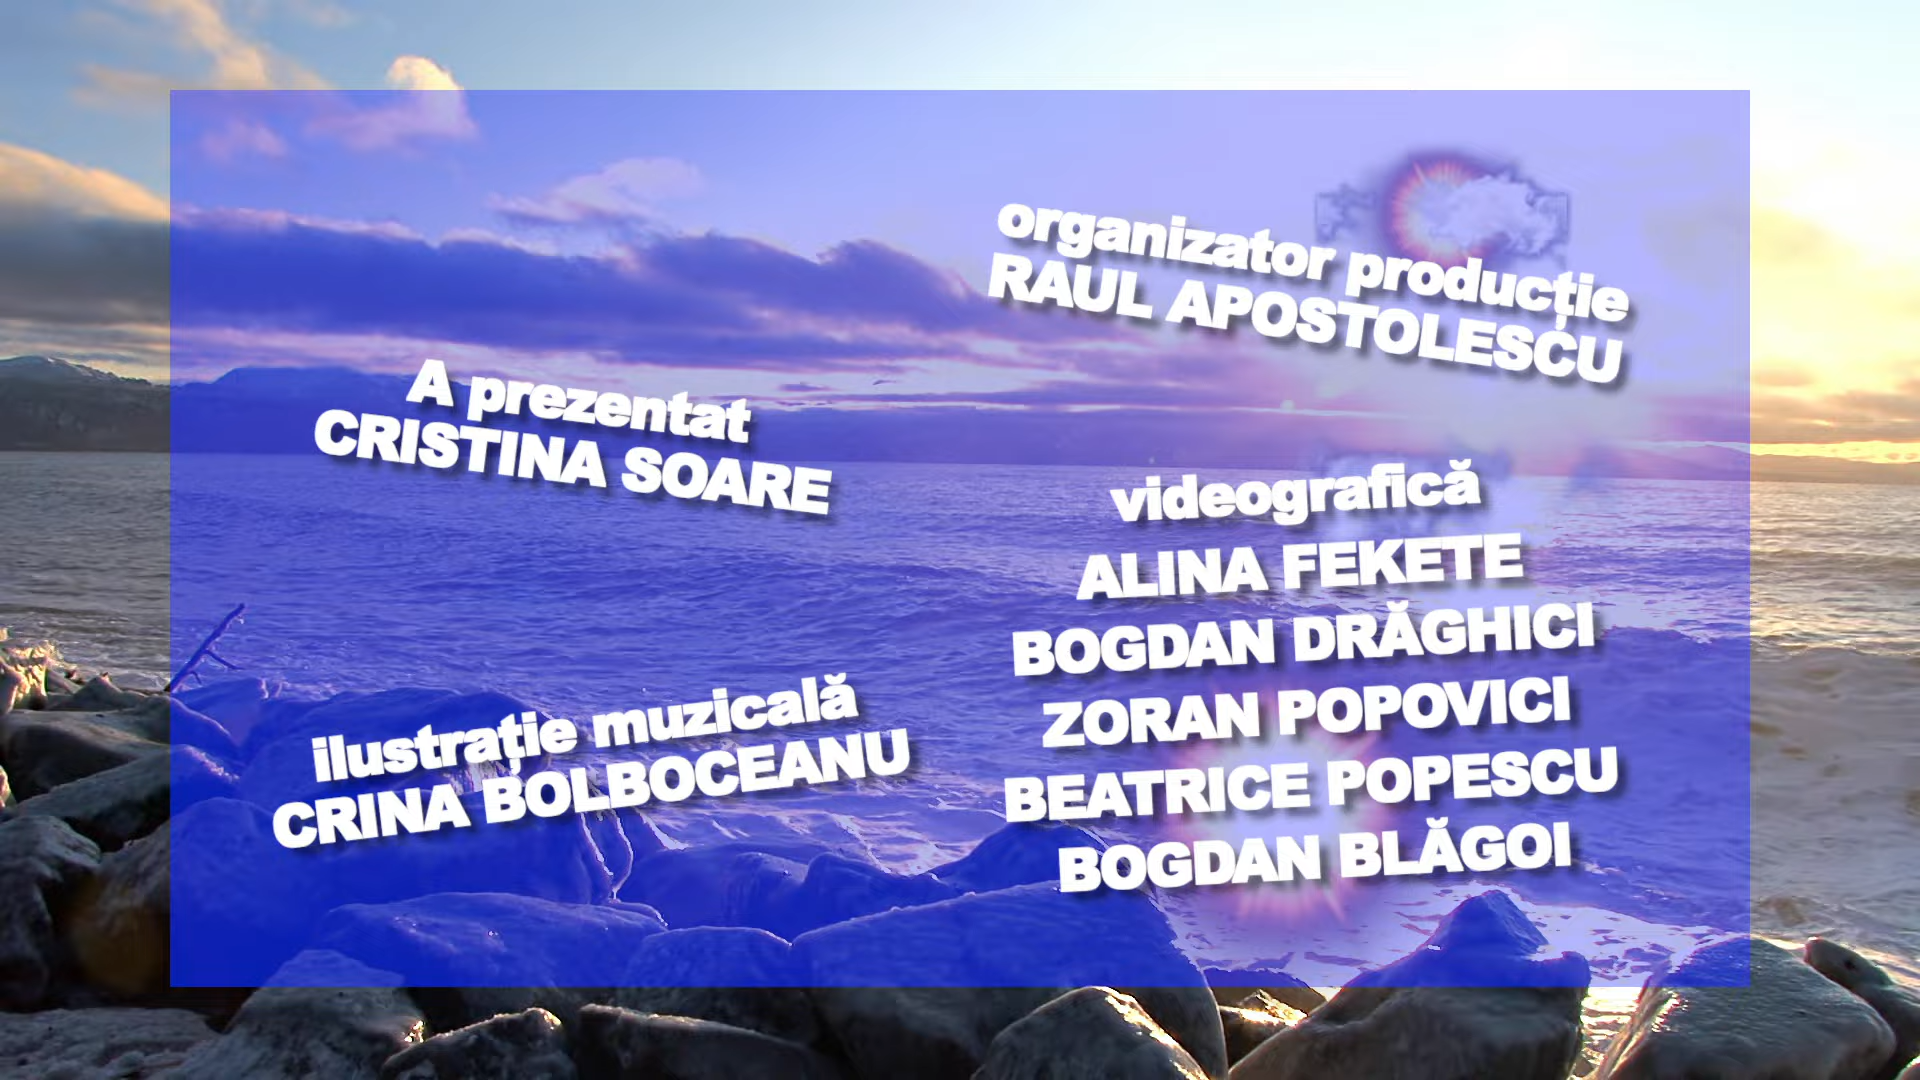 A prezentat
CRISTINA SOARE
organizator producție
RAUL APOSTOLESCU
ilustrație muzicală
CRINA BOLBOCEANU
videografică
ALINA FEKETE
BOGDAN DRĂGHICI
ZORAN POPOVICI
BEATRICE POPESCU
BOGDAN BLĂGOI